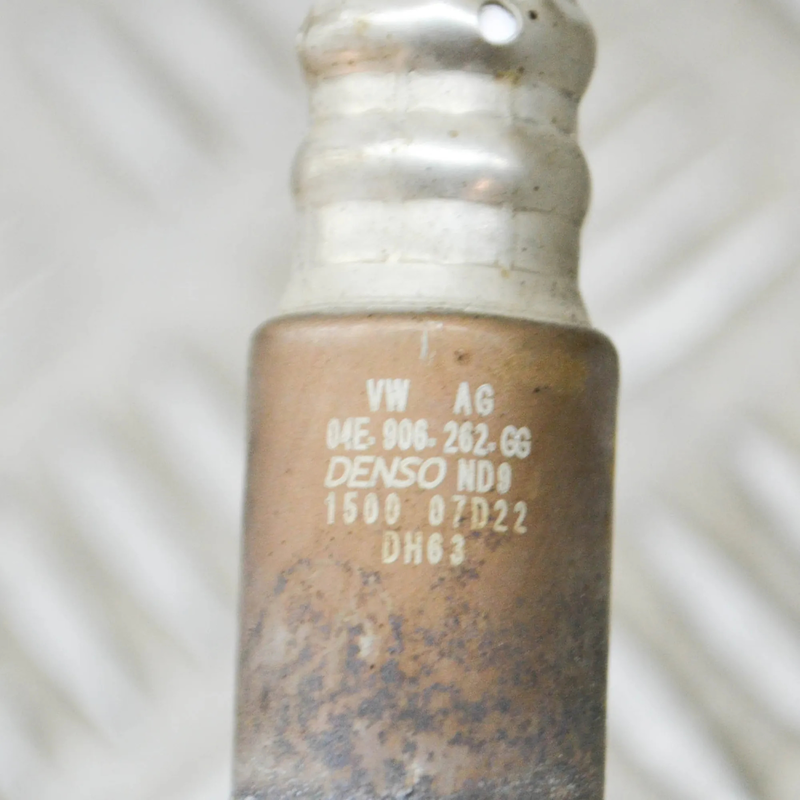 VW AG
04E-906-262-GG
DENSO ND9
1500 07D22
DH63